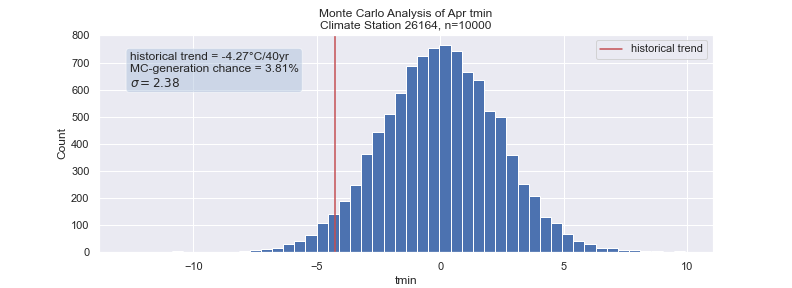 Monte Carlo Analysis of Apr tmin
Climate Station 26164, n=10000
historical trend = -4.27°C/40yr
MC-generation chance = 3.81%
σ = 2.38
historical trend
800
700
600
500
400
300
200
100
0
Count
−10
−5
0
5
10
tmin